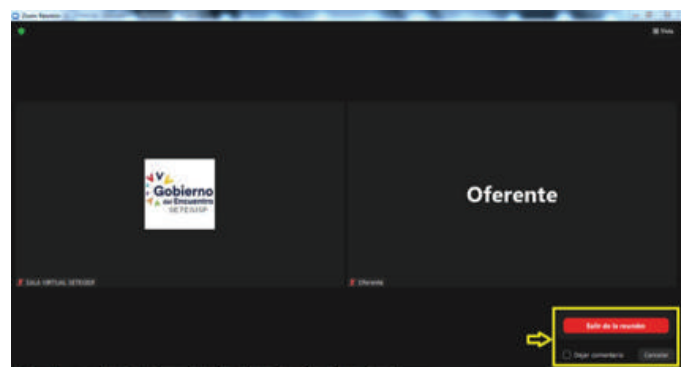 Zoom Reunión
Vista
Gobierno
del Encuentro
SETEGISP
Oferente
SALA VIRTUAL SETEGISP
Oferente
Salir de la reunión
Dejar comentario
Cancelar